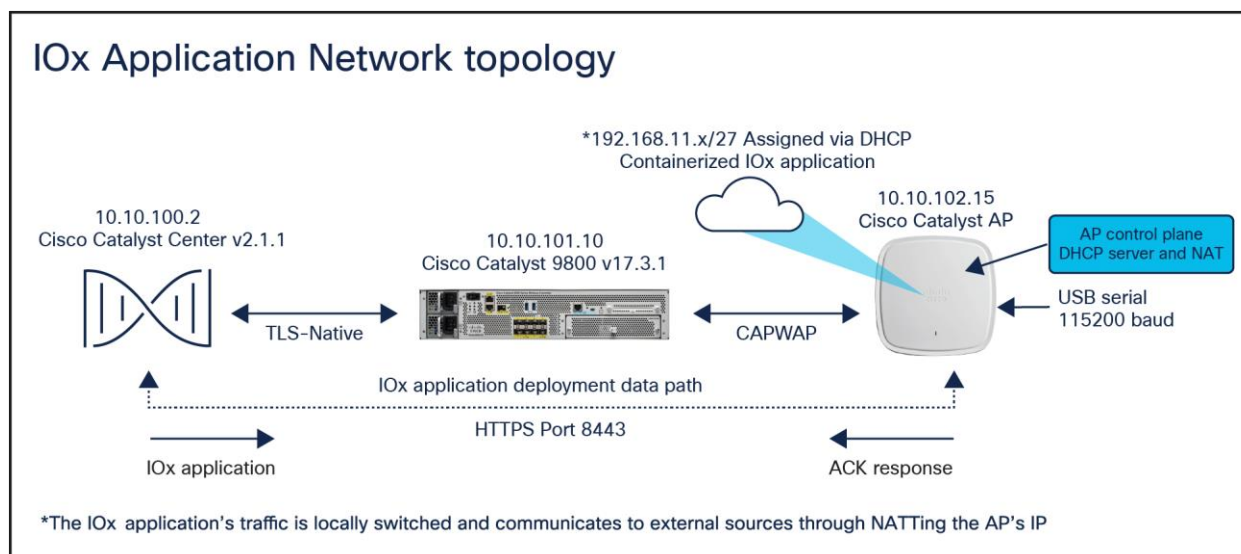 IOx Application Network topology
*192.168.11.x/27 Assigned via DHCP
Containerized IOx application
10.10.100.2
Cisco Catalyst Center v2.1.1
10.10.101.10
Cisco Catalyst 9800 v17.3.1
10.10.102.15
Cisco Catalyst AP
AP control plane
DHCP server and NAT
USB serial
115200 baud
TLS-Native
CAPWAP
IOx application deployment data path
HTTPS Port 8443
IOx application
ACK response
*The IOx application's traffic is locally switched and communicates to external sources through NATTing the AP's IP